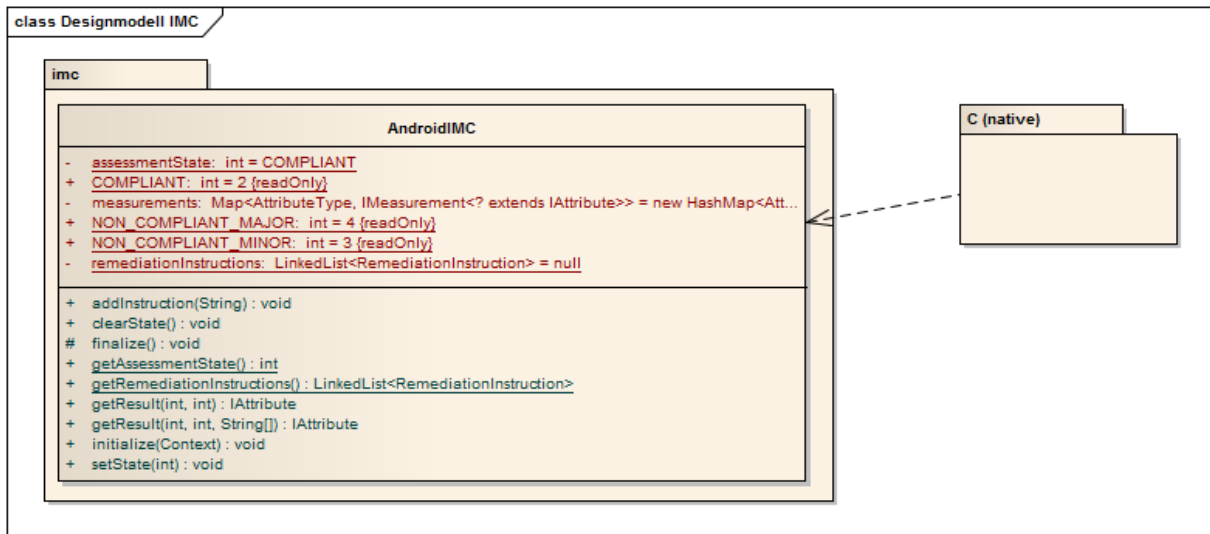 class Designmodell IMC
imc
AndroidIMC
- assessmentState: int = COMPLIANT
+ COMPLIANT: int = 2 {readOnly}
- measurements: Map<AttributeType, IMeasurement<? extends IAttribute>> = new HashMap<Att...
+ NON_COMPLIANT_MAJOR: int = 4 {readOnly}
+ NON_COMPLIANT_MINOR: int = 3 {readOnly}
- remediationInstructions: LinkedList<RemediationInstruction> = null
+ addInstruction(String) : void
+ clearState() : void
# finalize() : void
+ getAssessmentState() : int
+ getRemediationInstructions() : LinkedList<RemediationInstruction>
+ getResult(int, int) : IAttribute
+ getResult(int, int, String[]) : IAttribute
+ initialize(Context) : void
+ setState(int) : void
C (native)